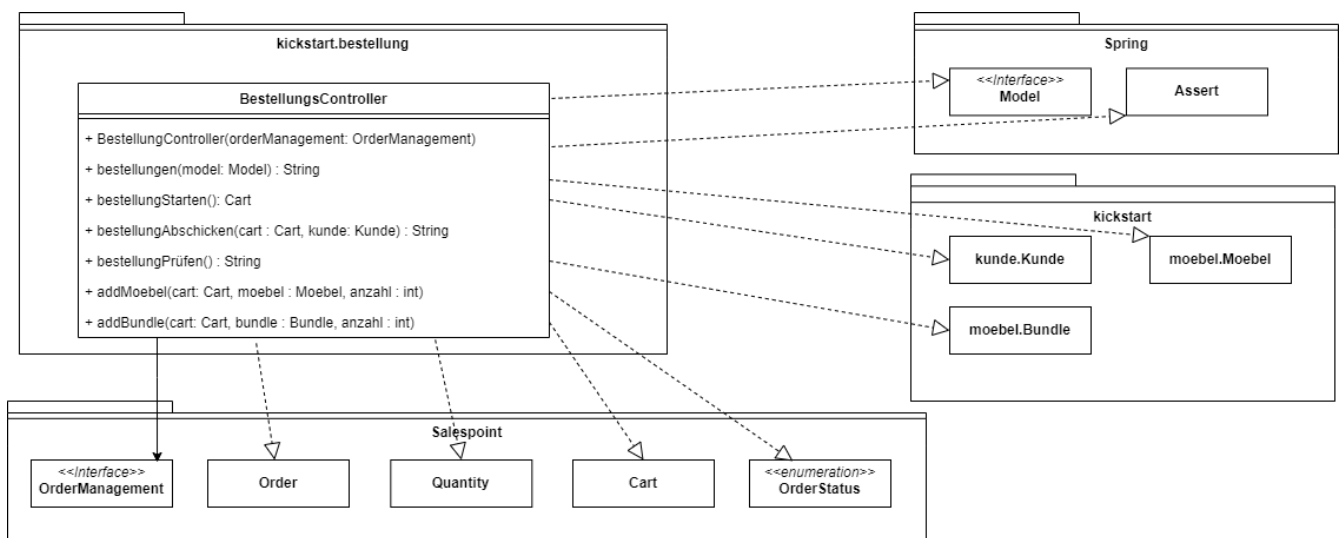 kickstart.bestellung
BestellungsController
+ BestellungController(orderManagement: OrderManagement)
+ bestellungen(model: Model) : String
+ bestellungStarten(): Cart
+ bestellungAbschicken(cart : Cart, kunde: Kunde) : String
+ bestellungPrüfen() : String
+ addMoebel(cart: Cart, moebel : Moebel, anzahl : int)
+ addBundle(cart: Cart, bundle : Bundle, anzahl : int)
Spring
<<Interface>>
Model
Assert
kickstart
kunde.Kunde
moebel.Moebel
moebel.Bundle
Salespoint
<<Interface>>
OrderManagement
Order
Quantity
Cart
<<enumeration>>
OrderStatus